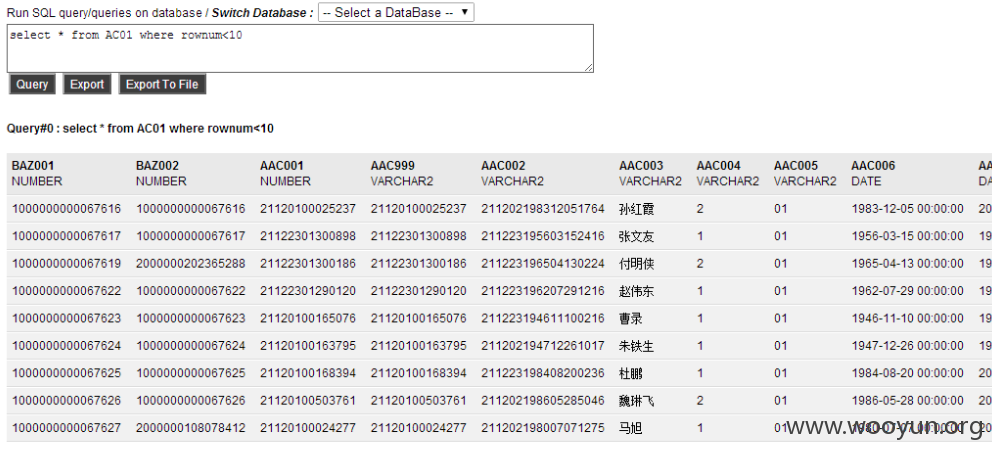 Run SQL query/queries on database / Switch Database : -- Select a DataBase --
select * from AC01 where rownum<10
Query Export Export To File
Query#0 : select * from AC01 where rownum<10
BAZ001 BAZ002 AAC001 AAC999 AAC002 AAC003 AAC004 AAC005 AAC006 AA
NUMBER NUMBER NUMBER VARCHAR2 VARCHAR2 VARCHAR2 VARCHAR2 VARCHAR2 DATE DA
1000000000067616 1000000000067616 21120100025237 21120100025237 211202198312051764 孙红霞 2 01 1983-12-05 00:00:00 20
1000000000067617 1000000000067617 21122301300898 21122301300898 211223195603152416 张文友 1 01 1956-03-15 00:00:00 19
1000000000067619 2000000202365288 21122301300186 21122301300186 211223196504130224 付明侠 2 01 1965-04-13 00:00:00 19
1000000000067622 1000000000067622 21122301290120 21122301290120 211223196207291216 赵伟东 1 01 1962-07-29 00:00:00 19
1000000000067623 1000000000067623 21120100165076 21120100165076 211223194611100216 曹录 1 01 1946-11-10 00:00:00 19
1000000000067624 1000000000067624 21120100163795 21120100163795 211202194712261017 朱铁生 1 01 1947-12-26 00:00:00 19
1000000000067625 1000000000067625 21120100168394 21120100168394 211223198408200236 杜鹏 1 01 1984-08-20 00:00:00 20
1000000000067626 1000000000067626 21120100503761 21120100503761 211202198605285046 魏琳飞 2 01 1986-05-28 00:00:00 20
1000000000067627 2000000108078412 21120100024277 21120100024277 211202198007071275 马旭 1 01 1980-07-07 00:00:00 20
www.wooyun.org